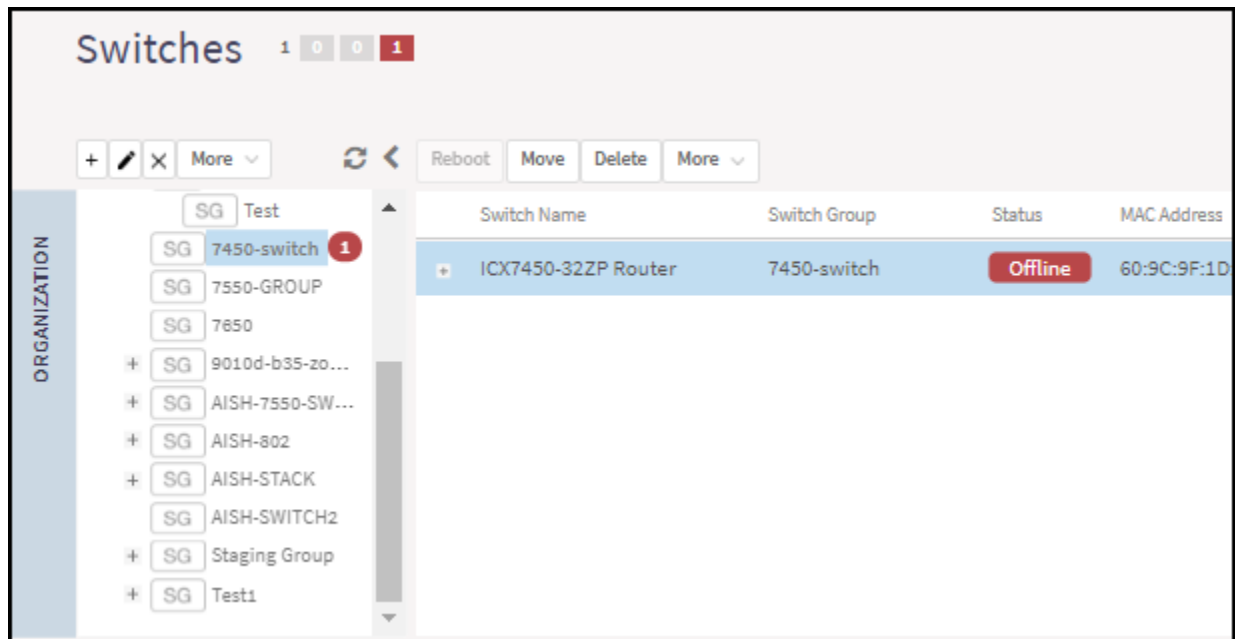 Switches 1 0 0 1
+ × More Reboot Move Delete More
ORGANIZATION
SG Test
SG 7450-switch 1
SG 7550-GROUP
SG 7650
+ SG 9010d-b35-zo...
+ SG AISH-7550-SW...
+ SG AISH-802
+ SG AISH-STACK
SG AISH-SWITCH2
+ SG Staging Group
+ SG Test1
Switch Name Switch Group Status MAC Address
+ ICX7450-32ZP Router 7450-switch Offline 60:9C:9F:1D